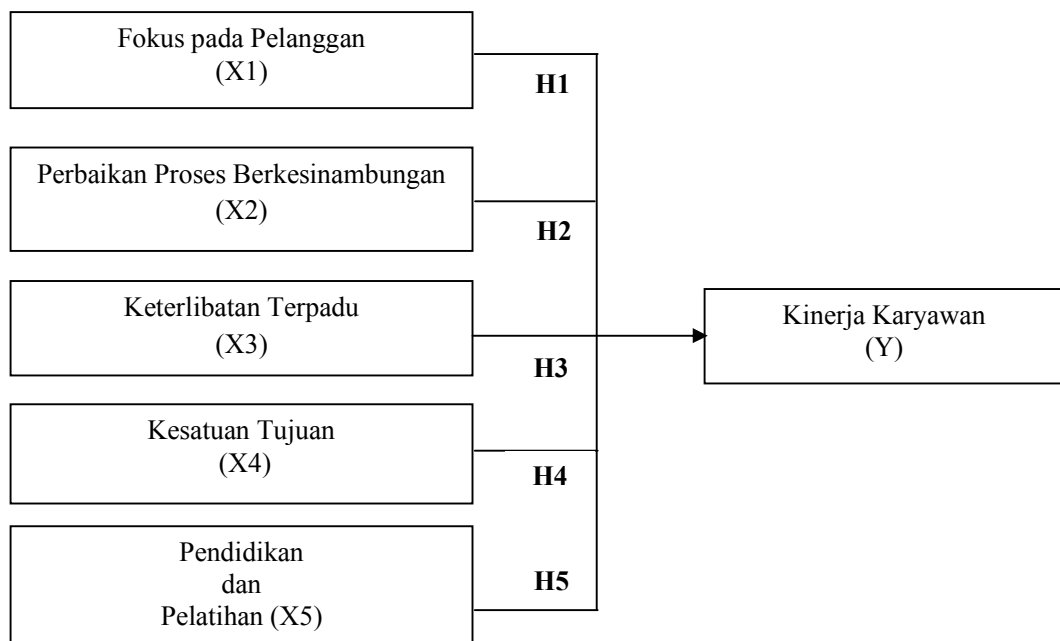 Fokus pada Pelanggan
(X1)
H1
Perbaikan Proses Berkesinambungan
(X2)
H2
Keterlibatan Terpadu
(X3)
H3
Kinerja Karyawan
(Y)
Kesatuan Tujuan
(X4)
H4
Pendidikan
dan
Pelatihan (X5)
H5